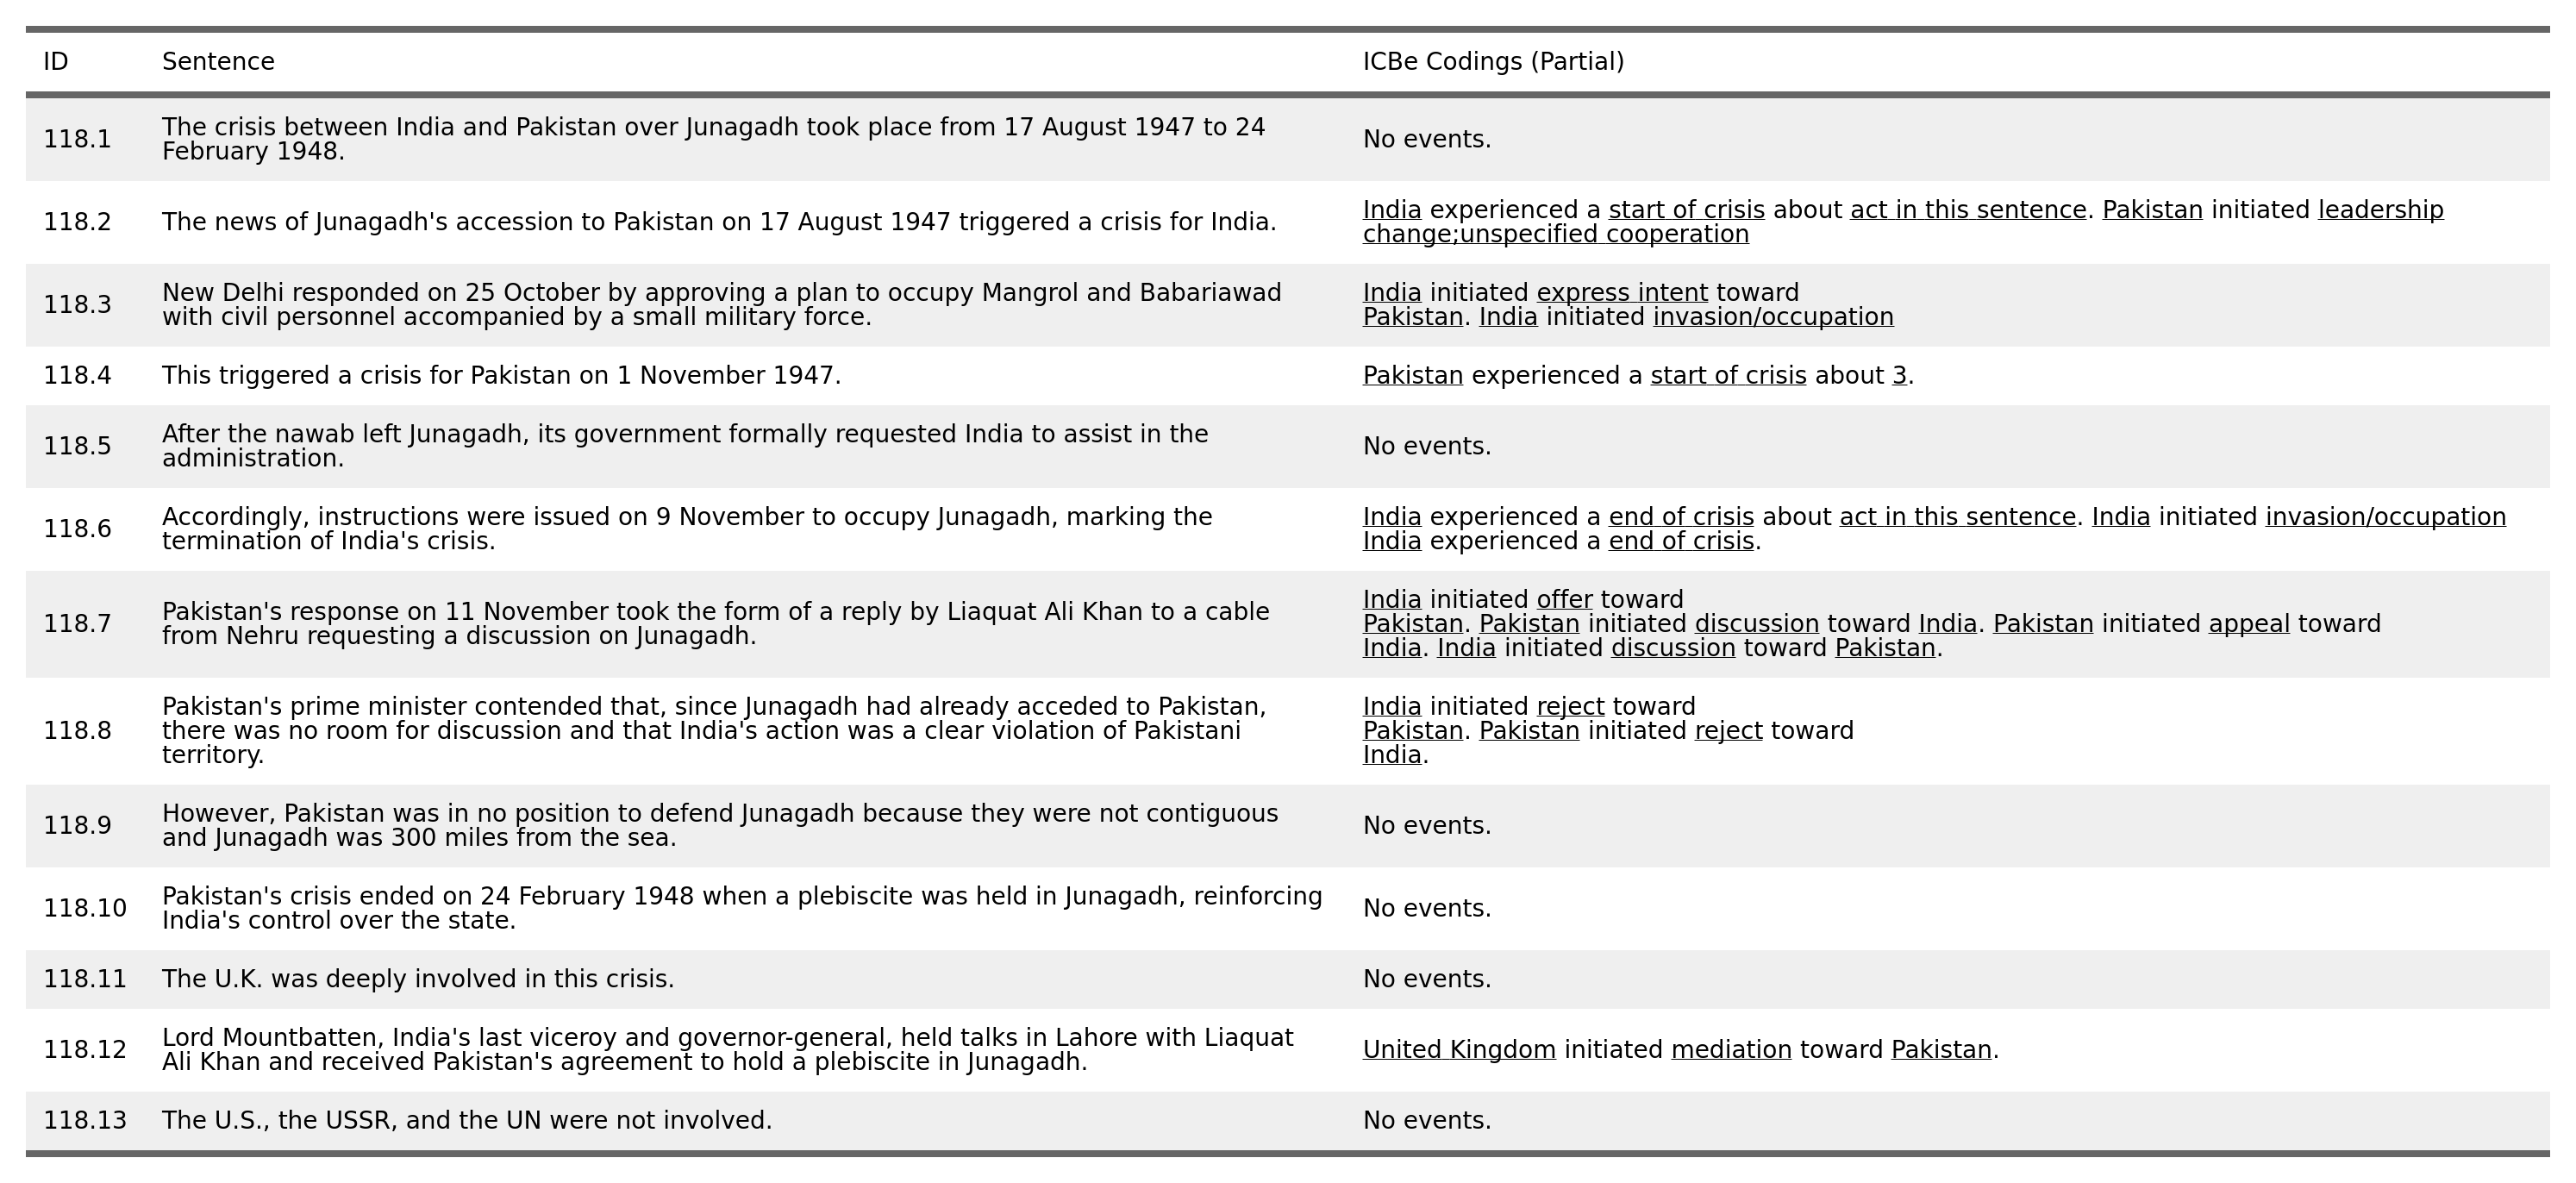 ID Sentence ICBe Codings (Partial)
118.1 The crisis between India and Pakistan over Junagadh took place from 17 August 1947 to 24
February 1948.
No events.
118.2 The news of Junagadh's accession to Pakistan on 17 August 1947 triggered a crisis for India.
India experienced a start of crisis about act in this sentence. Pakistan initiated leadership
change;unspecified cooperation
118.3 New Delhi responded on 25 October by approving a plan to occupy Mangrol and Babariawad
with civil personnel accompanied by a small military force.
India initiated express intent toward
Pakistan. India initiated invasion/occupation
118.4 This triggered a crisis for Pakistan on 1 November 1947.
Pakistan experienced a start of crisis about 3.
118.5 After the nawab left Junagadh, its government formally requested India to assist in the
administration.
No events.
118.6 Accordingly, instructions were issued on 9 November to occupy Junagadh, marking the
termination of India's crisis.
India experienced a end of crisis about act in this sentence. India initiated invasion/occupation
India experienced a end of crisis.
118.7 Pakistan's response on 11 November took the form of a reply by Liaquat Ali Khan to a cable
from Nehru requesting a discussion on Junagadh.
India initiated offer toward
Pakistan. Pakistan initiated discussion toward India. Pakistan initiated appeal toward
India. India initiated discussion toward Pakistan.
118.8 Pakistan's prime minister contended that, since Junagadh had already acceded to Pakistan,
there was no room for discussion and that India's action was a clear violation of Pakistani
territory.
India initiated reject toward
Pakistan. Pakistan initiated reject toward
India.
118.9 However, Pakistan was in no position to defend Junagadh because they were not contiguous
and Junagadh was 300 miles from the sea.
No events.
118.10 Pakistan's crisis ended on 24 February 1948 when a plebiscite was held in Junagadh, reinforcing
India's control over the state.
No events.
118.11 The U.K. was deeply involved in this crisis.
No events.
118.12 Lord Mountbatten, India's last viceroy and governor-general, held talks in Lahore with Liaquat
Ali Khan and received Pakistan's agreement to hold a plebiscite in Junagadh.
United Kingdom initiated mediation toward Pakistan.
118.13 The U.S., the USSR, and the UN were not involved.
No events.